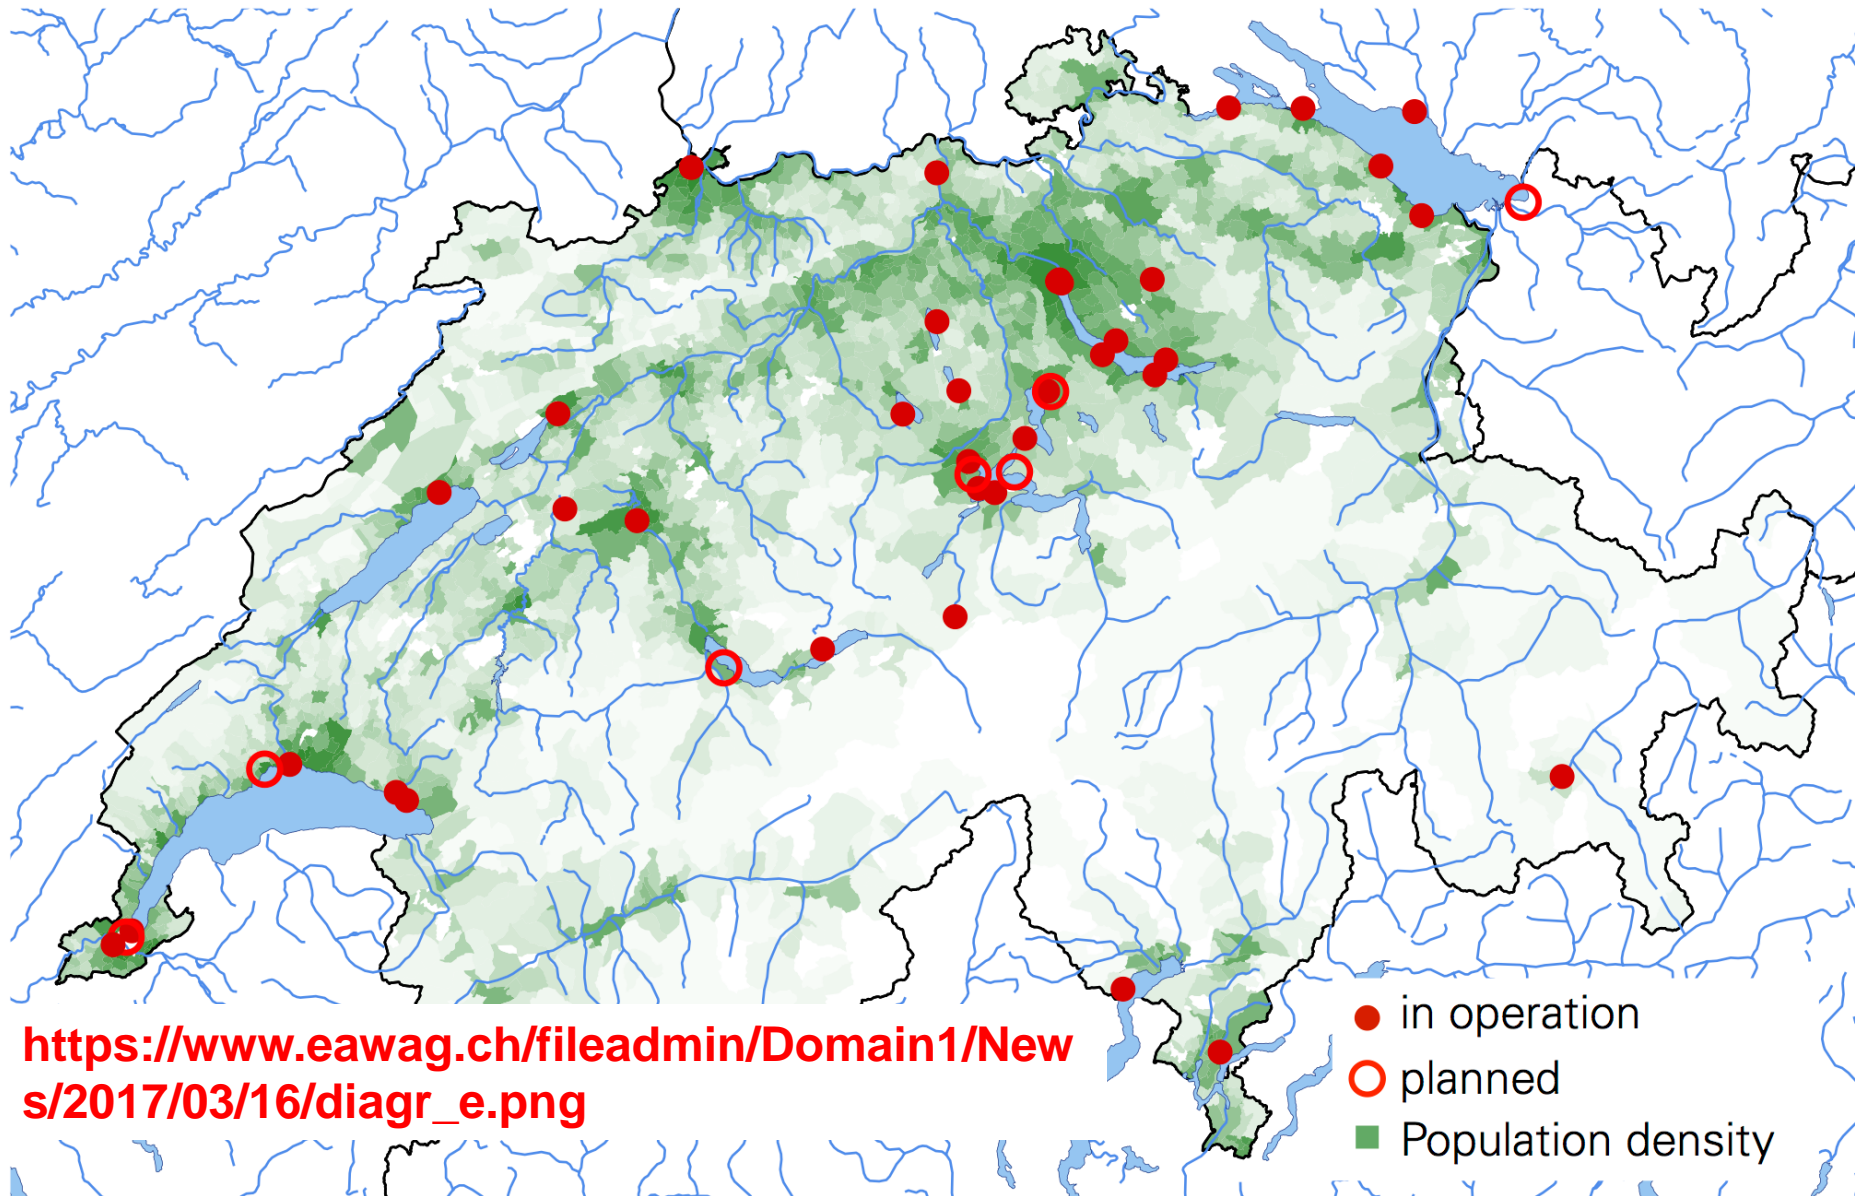 https://www.eawag.ch/fileadmin/Domain1/New
s/2017/03/16/diagr_e.png
in operation
planned
Population density